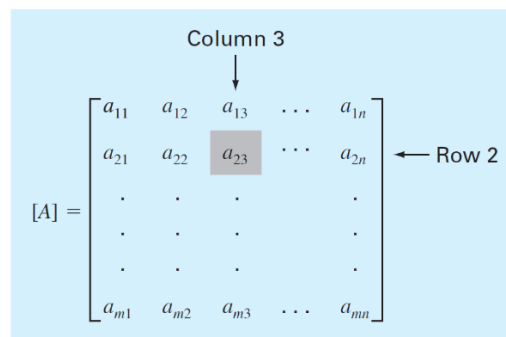 Column 3
a11 a12 a13 . . . a1n
a21 a22 a23 . . . a2n Row 2
. . . .
[A] = . . . .
. . . .
am1 am2 am3 . . . amn